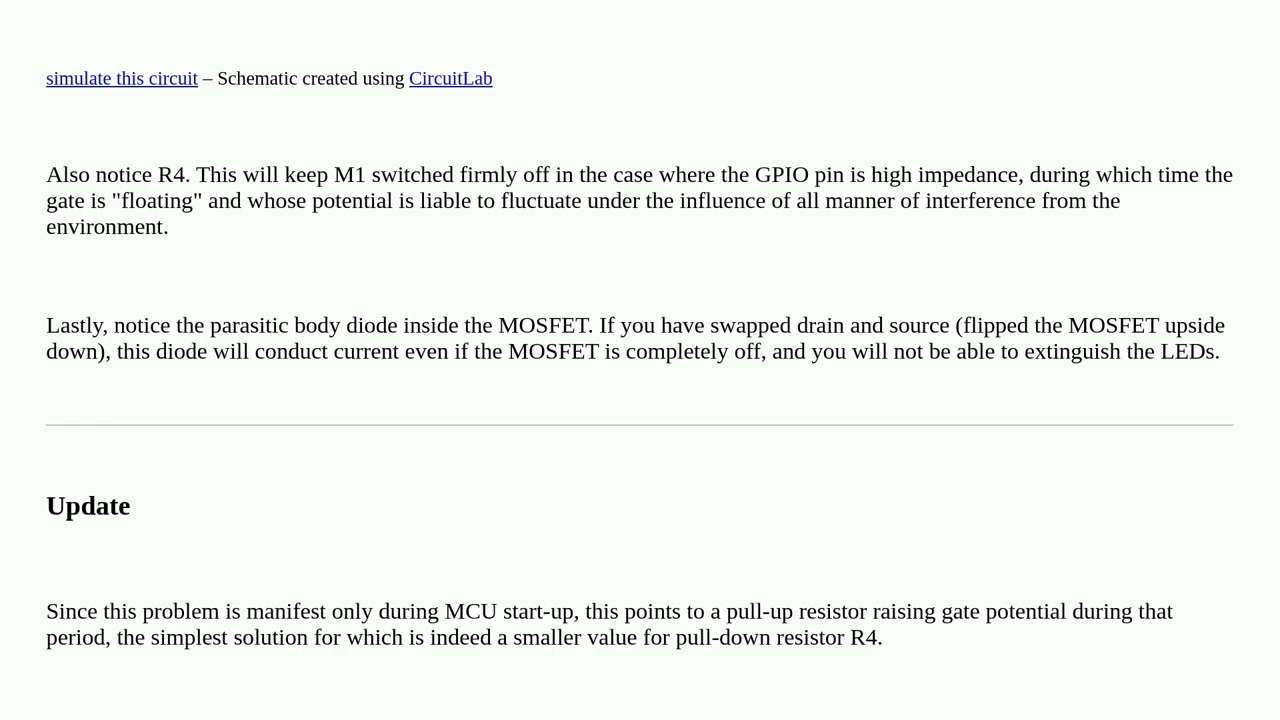 simulate this circuit – Schematic created using CircuitLab
Also notice R4. This will keep M1 switched firmly off in the case where the GPIO pin is high impedance, during which time the
gate is "floating" and whose potential is liable to fluctuate under the influence of all manner of interference from the
environment.
Lastly, notice the parasitic body diode inside the MOSFET. If you have swapped drain and source (flipped the MOSFET upside
down), this diode will conduct current even if the MOSFET is completely off, and you will not be able to extinguish the LEDs.
Update
Since this problem is manifest only during MCU start-up, this points to a pull-up resistor raising gate potential during that
period, the simplest solution for which is indeed a smaller value for pull-down resistor R4.